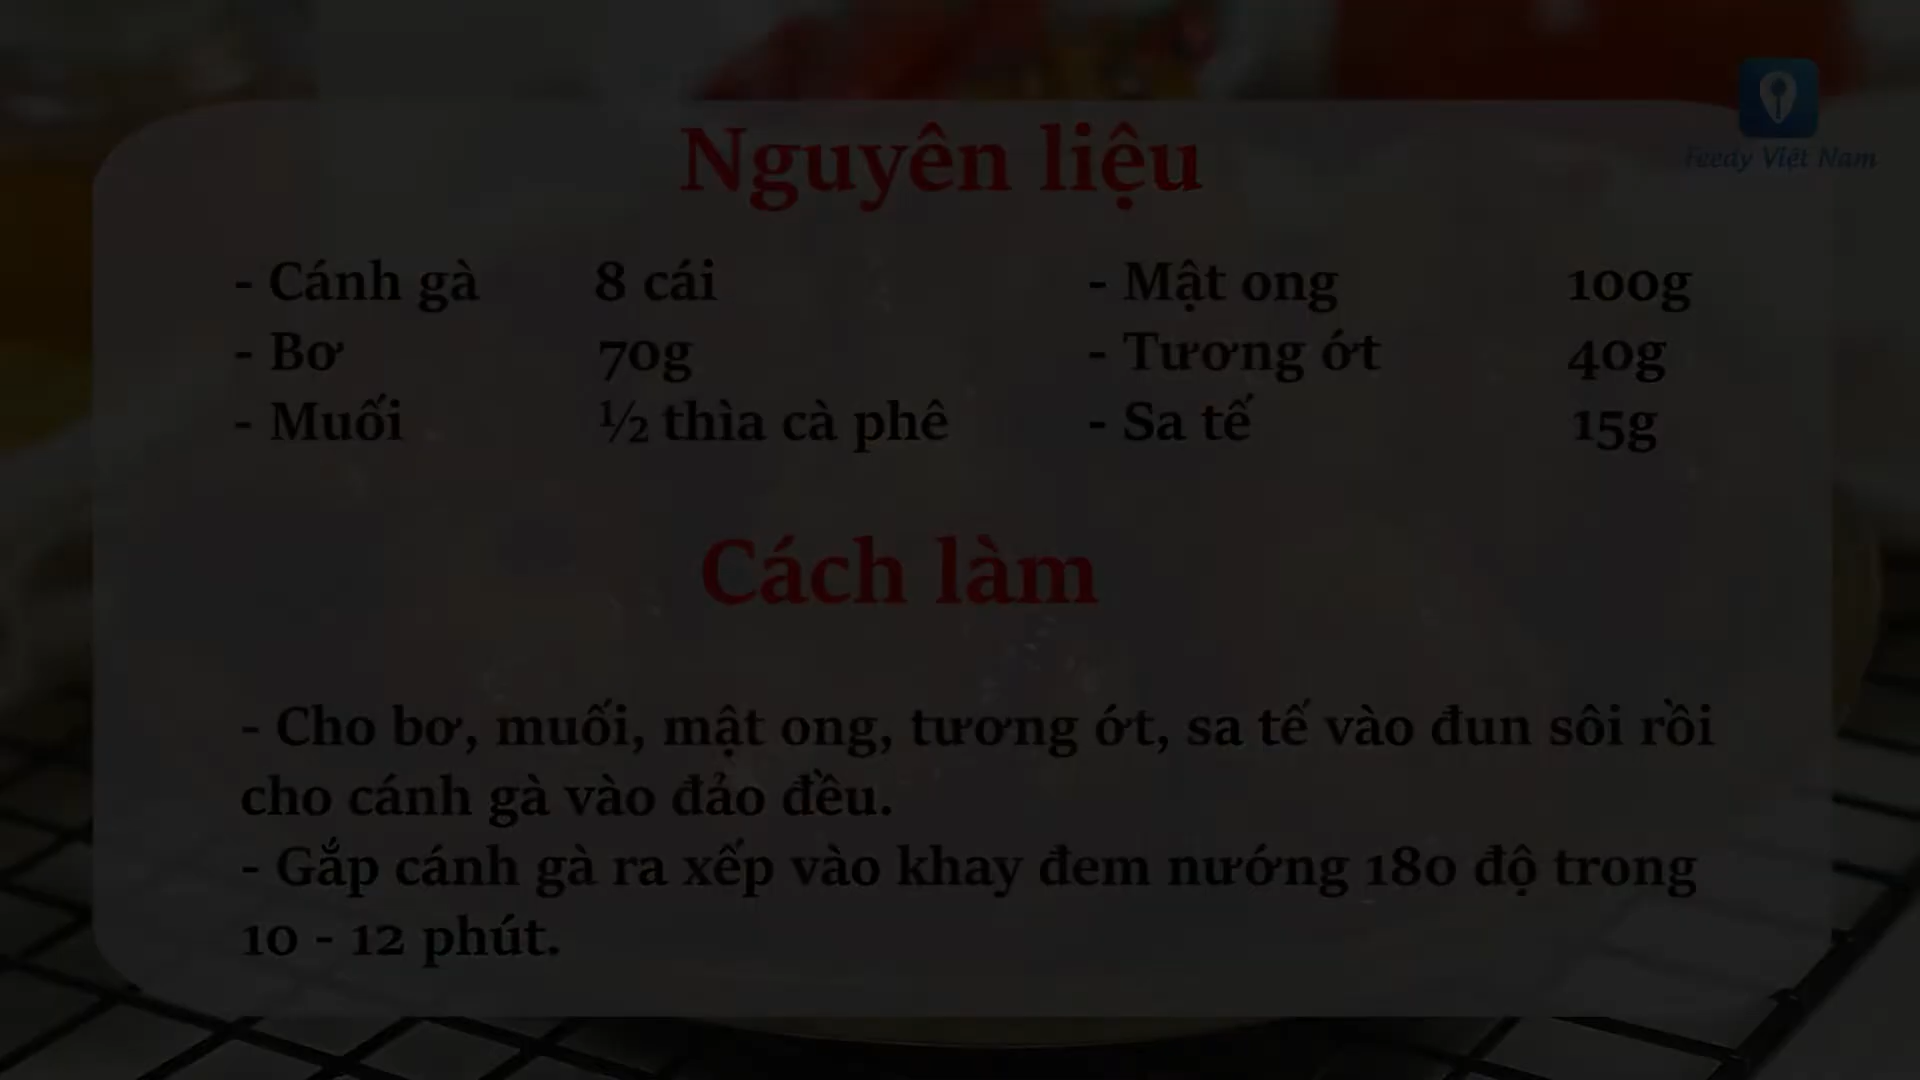 Feedy Việt Nam
Nguyên liệu
- Cánh gà 8 cái - Mật ong 100g
- Bơ 70g - Tương ớt 40g
- Muối ½ thìa cà phê - Sa tế 15g
Cách làm
- Cho bơ, muối, mật ong, tương ớt, sa tế vào đun sôi rồi
cho cánh gà vào đảo đều.
- Gắp cánh gà ra xếp vào khay đem nướng 180 độ trong
10 - 12 phút.